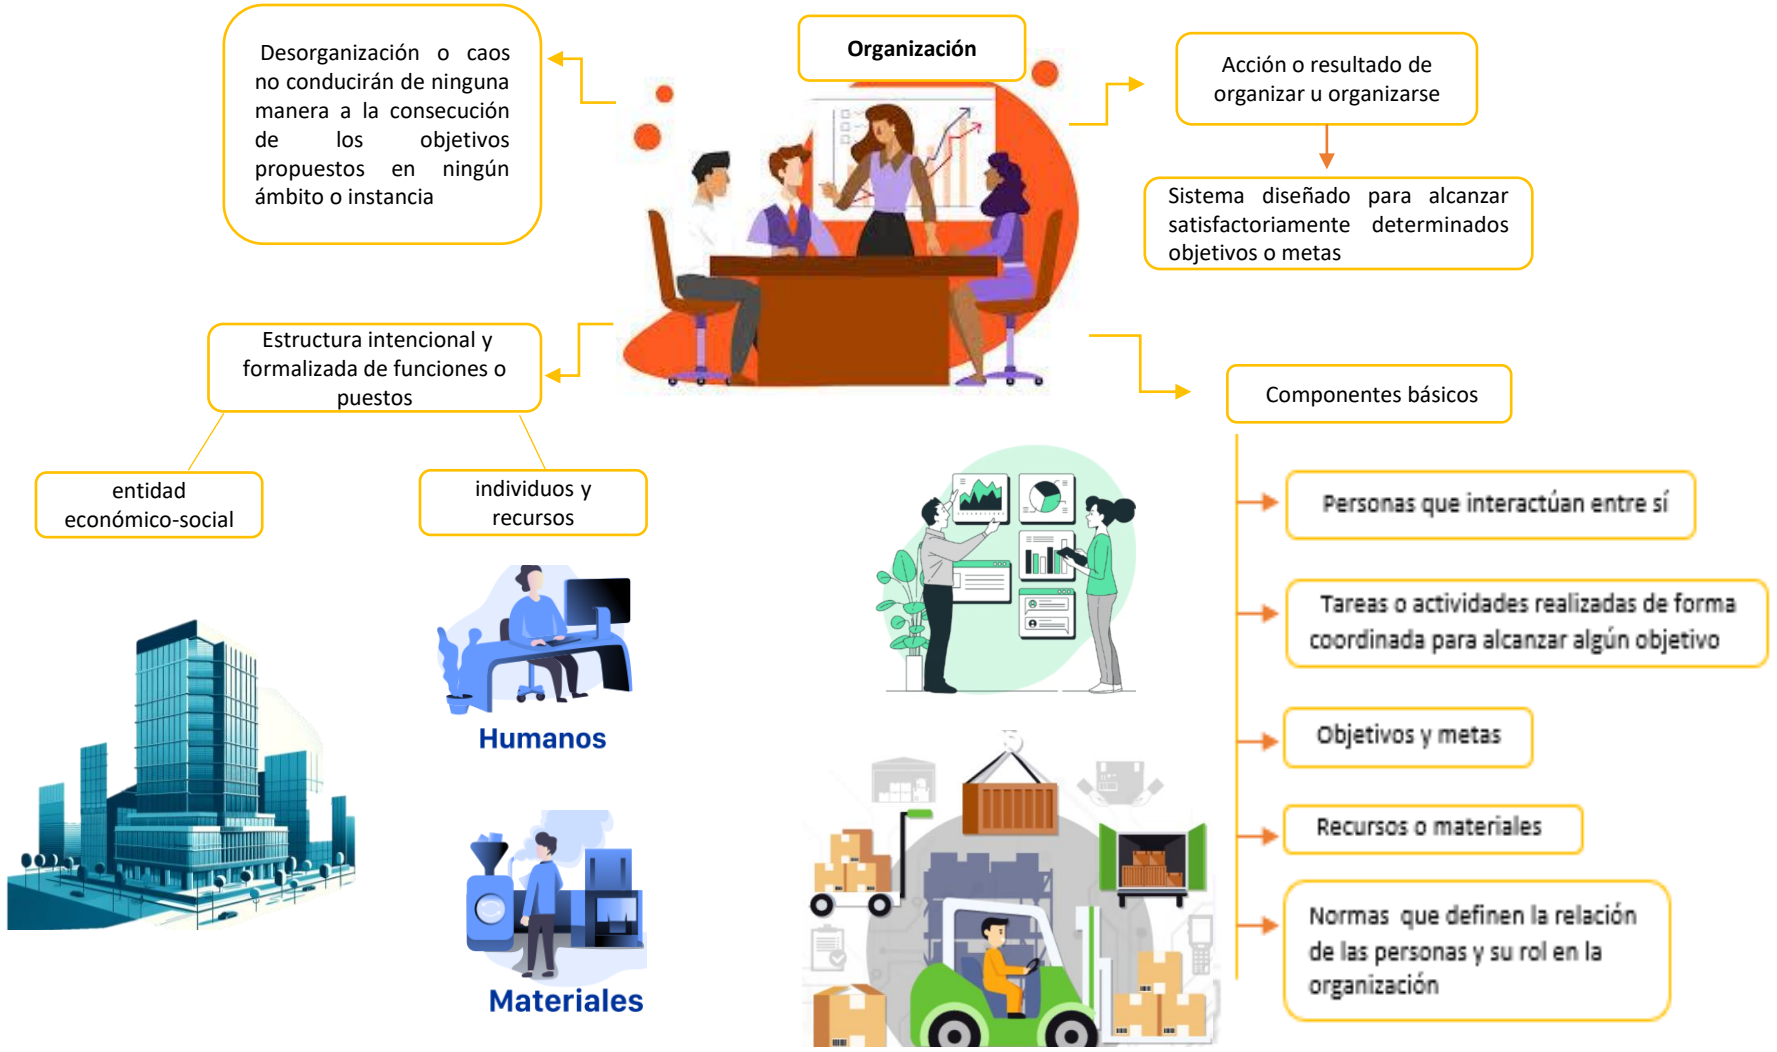 Organización
Desorganización o caos
no conducirán de ninguna
manera a la consecución
de los objetivos
propuestos en ningún
ámbito o instancia
Acción o resultado de
organizar u organizarse
Sistema diseñado para alcanzar
satisfactoriamente determinados
objetivos o metas
Estructura intencional y
formalizada de funciones o
puestos
entidad
económico-social
individuos y
recursos
Humanos
Materiales
Componentes básicos
Personas que interactúan entre sí
Tareas o actividades realizadas de forma
coordinada para alcanzar algún objetivo
Objetivos y metas
Recursos o materiales
Normas que definen la relación
de las personas y su rol en la
organización